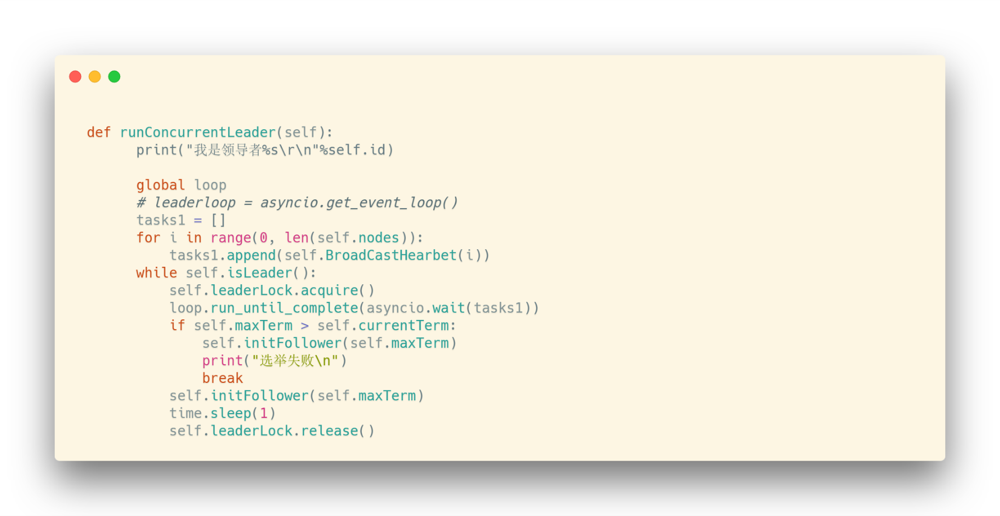 def runConcurrentLeader(self):
print("我是领导者%s\r\n"%self.id)
global loop
# leaderloop = asyncio.get_event_loop()
tasks1 = []
for i in range(0, len(self.nodes)):
tasks1.append(self.BroadCastHearbet(i))
while self.isLeader():
self.leaderLock.acquire()
loop.run_until_complete(asyncio.wait(tasks1))
if self.maxTerm > self.currentTerm:
self.initFollower(self.maxTerm)
print("选举失败\n")
break
self.initFollower(self.maxTerm)
time.sleep(1)
self.leaderLock.release()